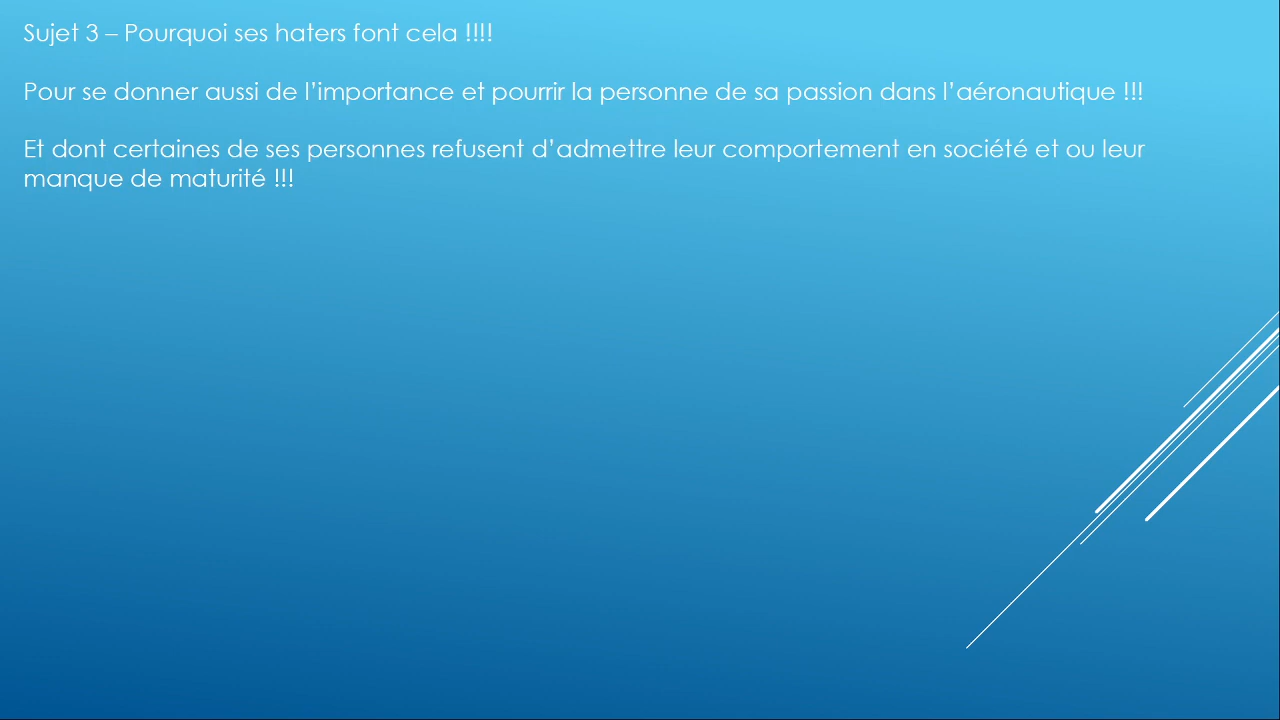 Sujet 3 – Pourquoi ses haters font cela !!!!
Pour se donner aussi de l’importance et pourrir la personne de sa passion dans l’aéronautique !!!
Et dont certaines de ses personnes refusent d’admettre leur comportement en société et ou leur
manque de maturité !!!